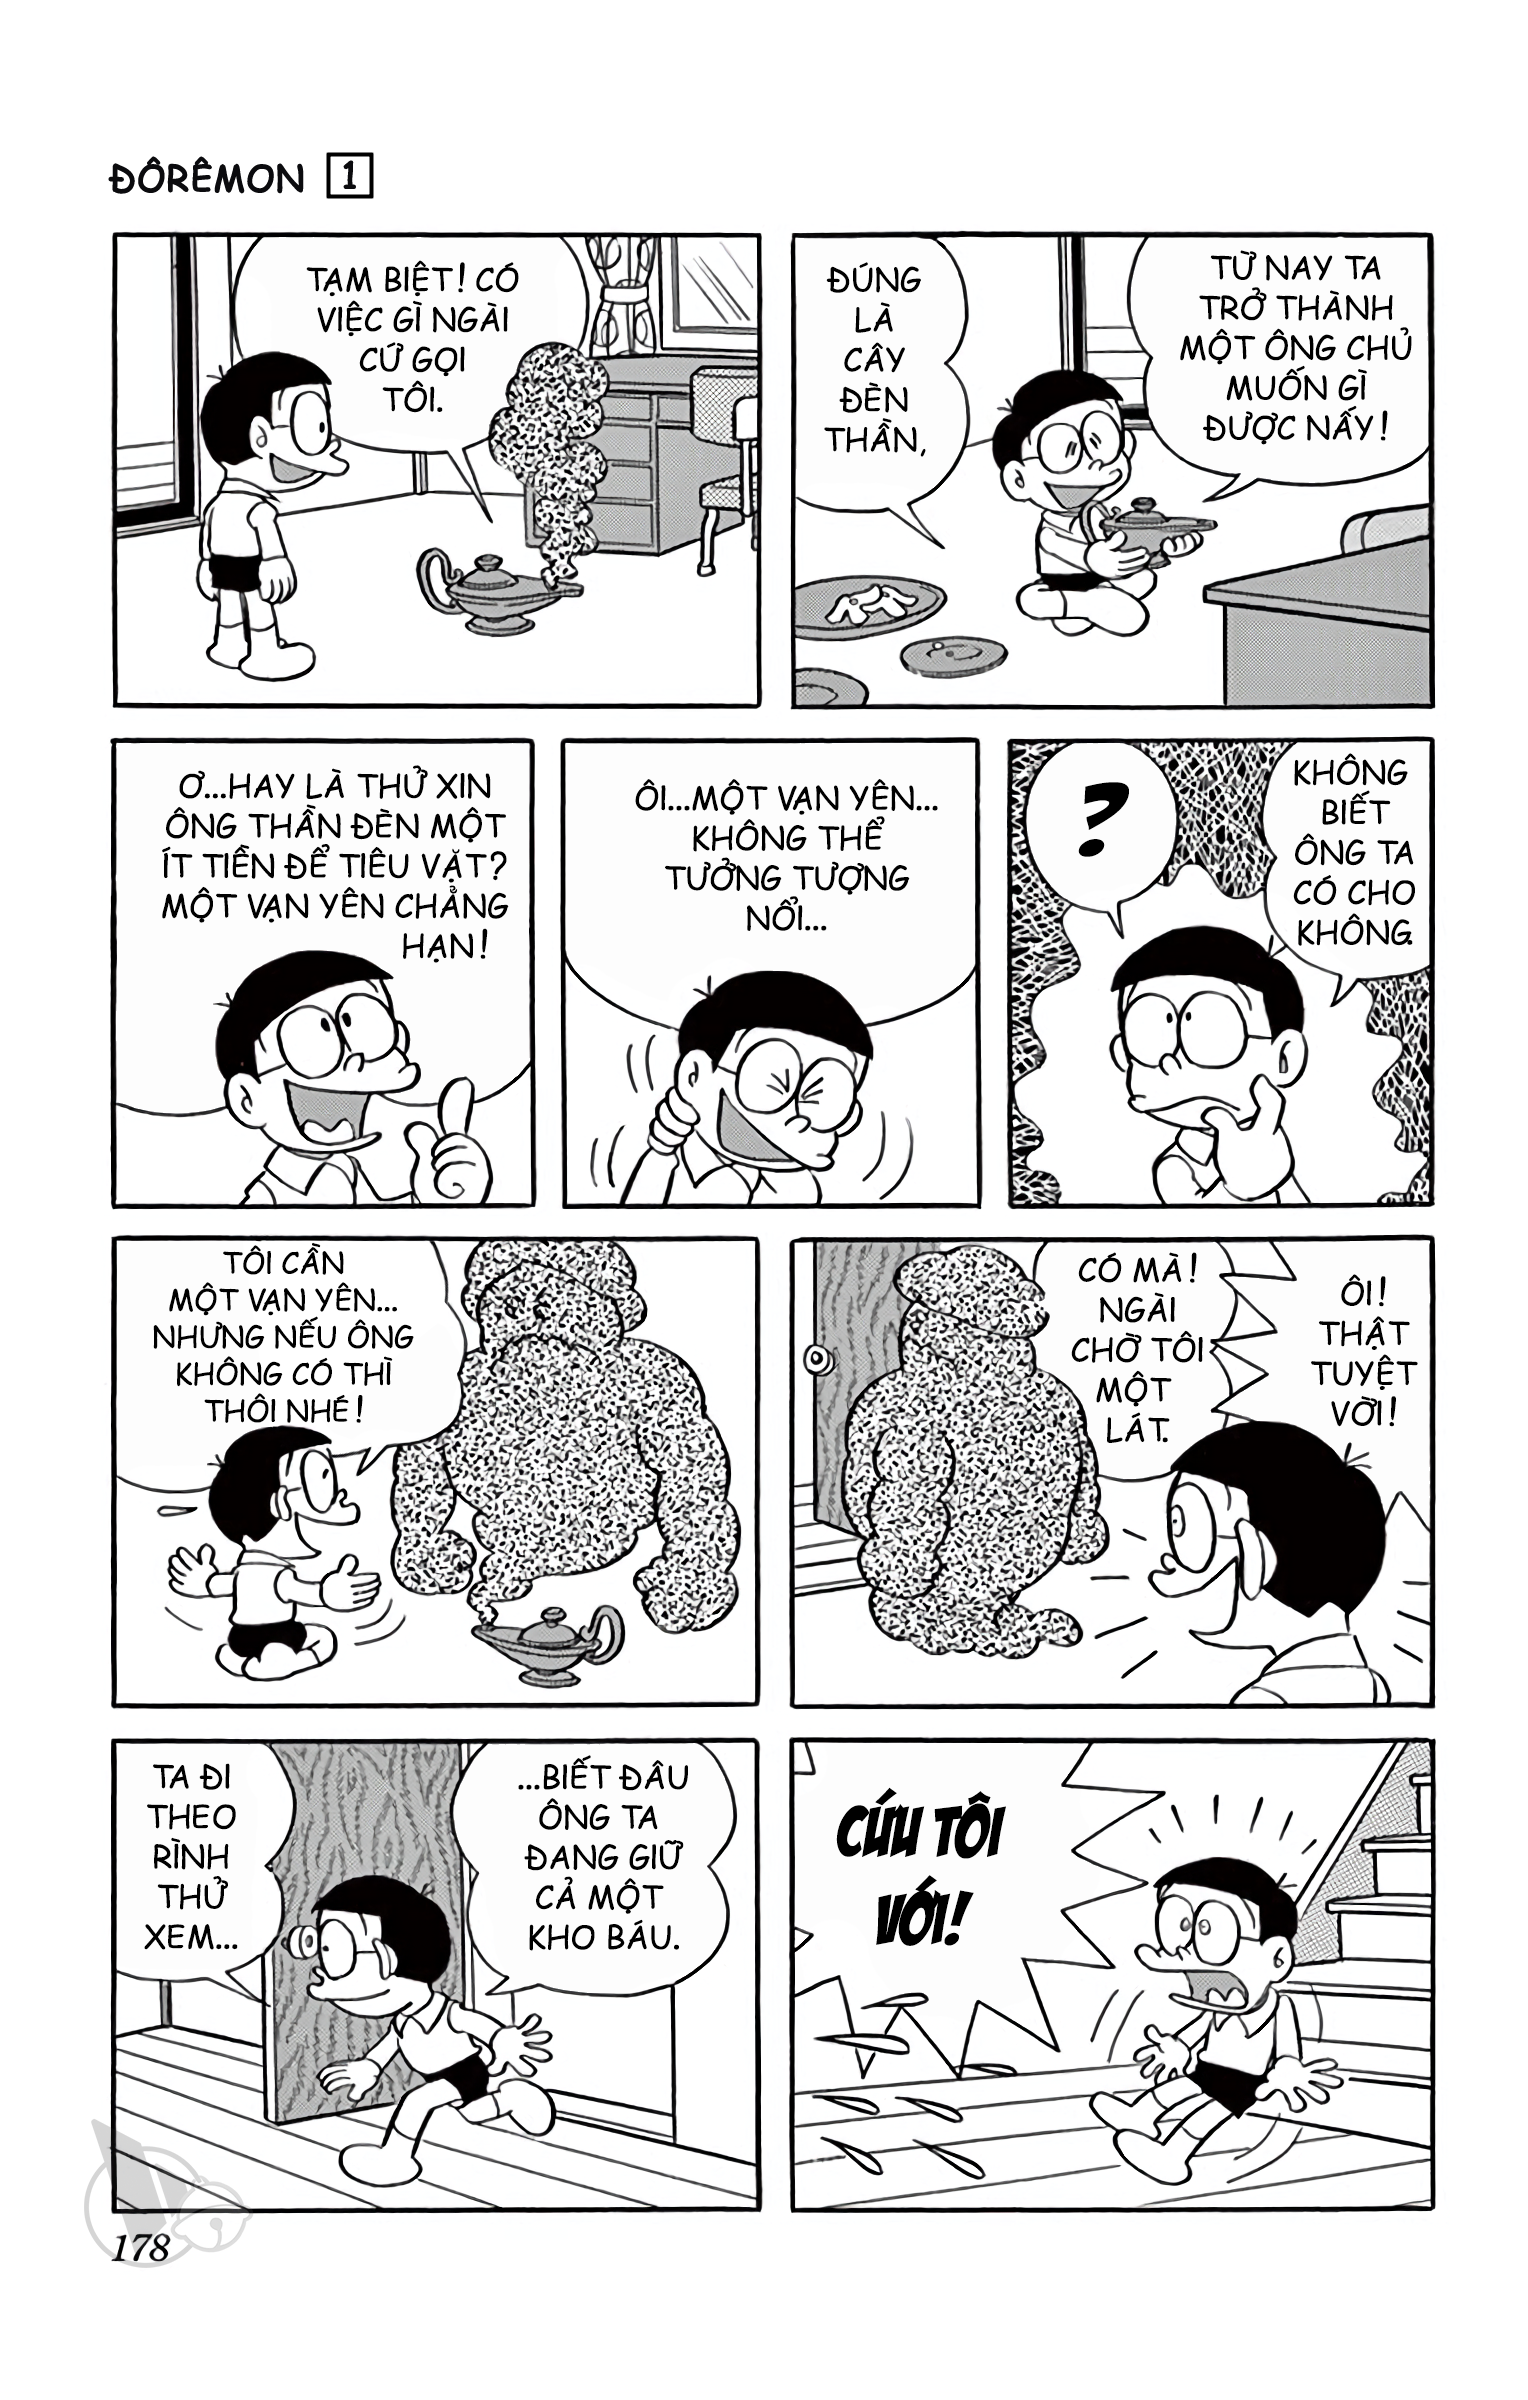 ĐÔRÊMON 1
TẠM BIỆT! CÓ
VIỆC GÌ NGÀI
CỨ GỌI
TÔI.
ĐÚNG
LÀ
CÂY
ĐÈN
THẦN,
TỪ NAY TA
TRỞ THÀNH
MỘT ÔNG CHỦ
MUỐN GÌ
ĐƯỢC NẤY!
Ơ...HAY LÀ THỬ XIN
ÔNG THẦN ĐÈN MỘT
ÍT TIỀN ĐỂ TIÊU VẶT?
MỘT VẠN YÊN CHẲNG
HẠN!
ÔI...MỘT VẠN YÊN...
KHÔNG THỂ
TƯỞNG TƯỢNG
NỔI...
?
KHÔNG
BIẾT
ÔNG TA
CÓ CHO
KHÔNG.
TÔI CẦN
MỘT VẠN YÊN...
NHƯNG NẾU ÔNG
KHÔNG CÓ THÌ
THÔI NHÉ!
CÓ MÀ!
NGÀI
CHỜ TÔI
MỘT
LÁT.
ÔI!
THẬT
TUYỆT
VỜI!
TA ĐI
THEO
RÌNH
THỬ
XEM...
...BIẾT ĐÂU
ÔNG TA
ĐANG GIỮ
CẢ MỘT
KHO BÁU.
CỨU TÔI
VỚI!
178